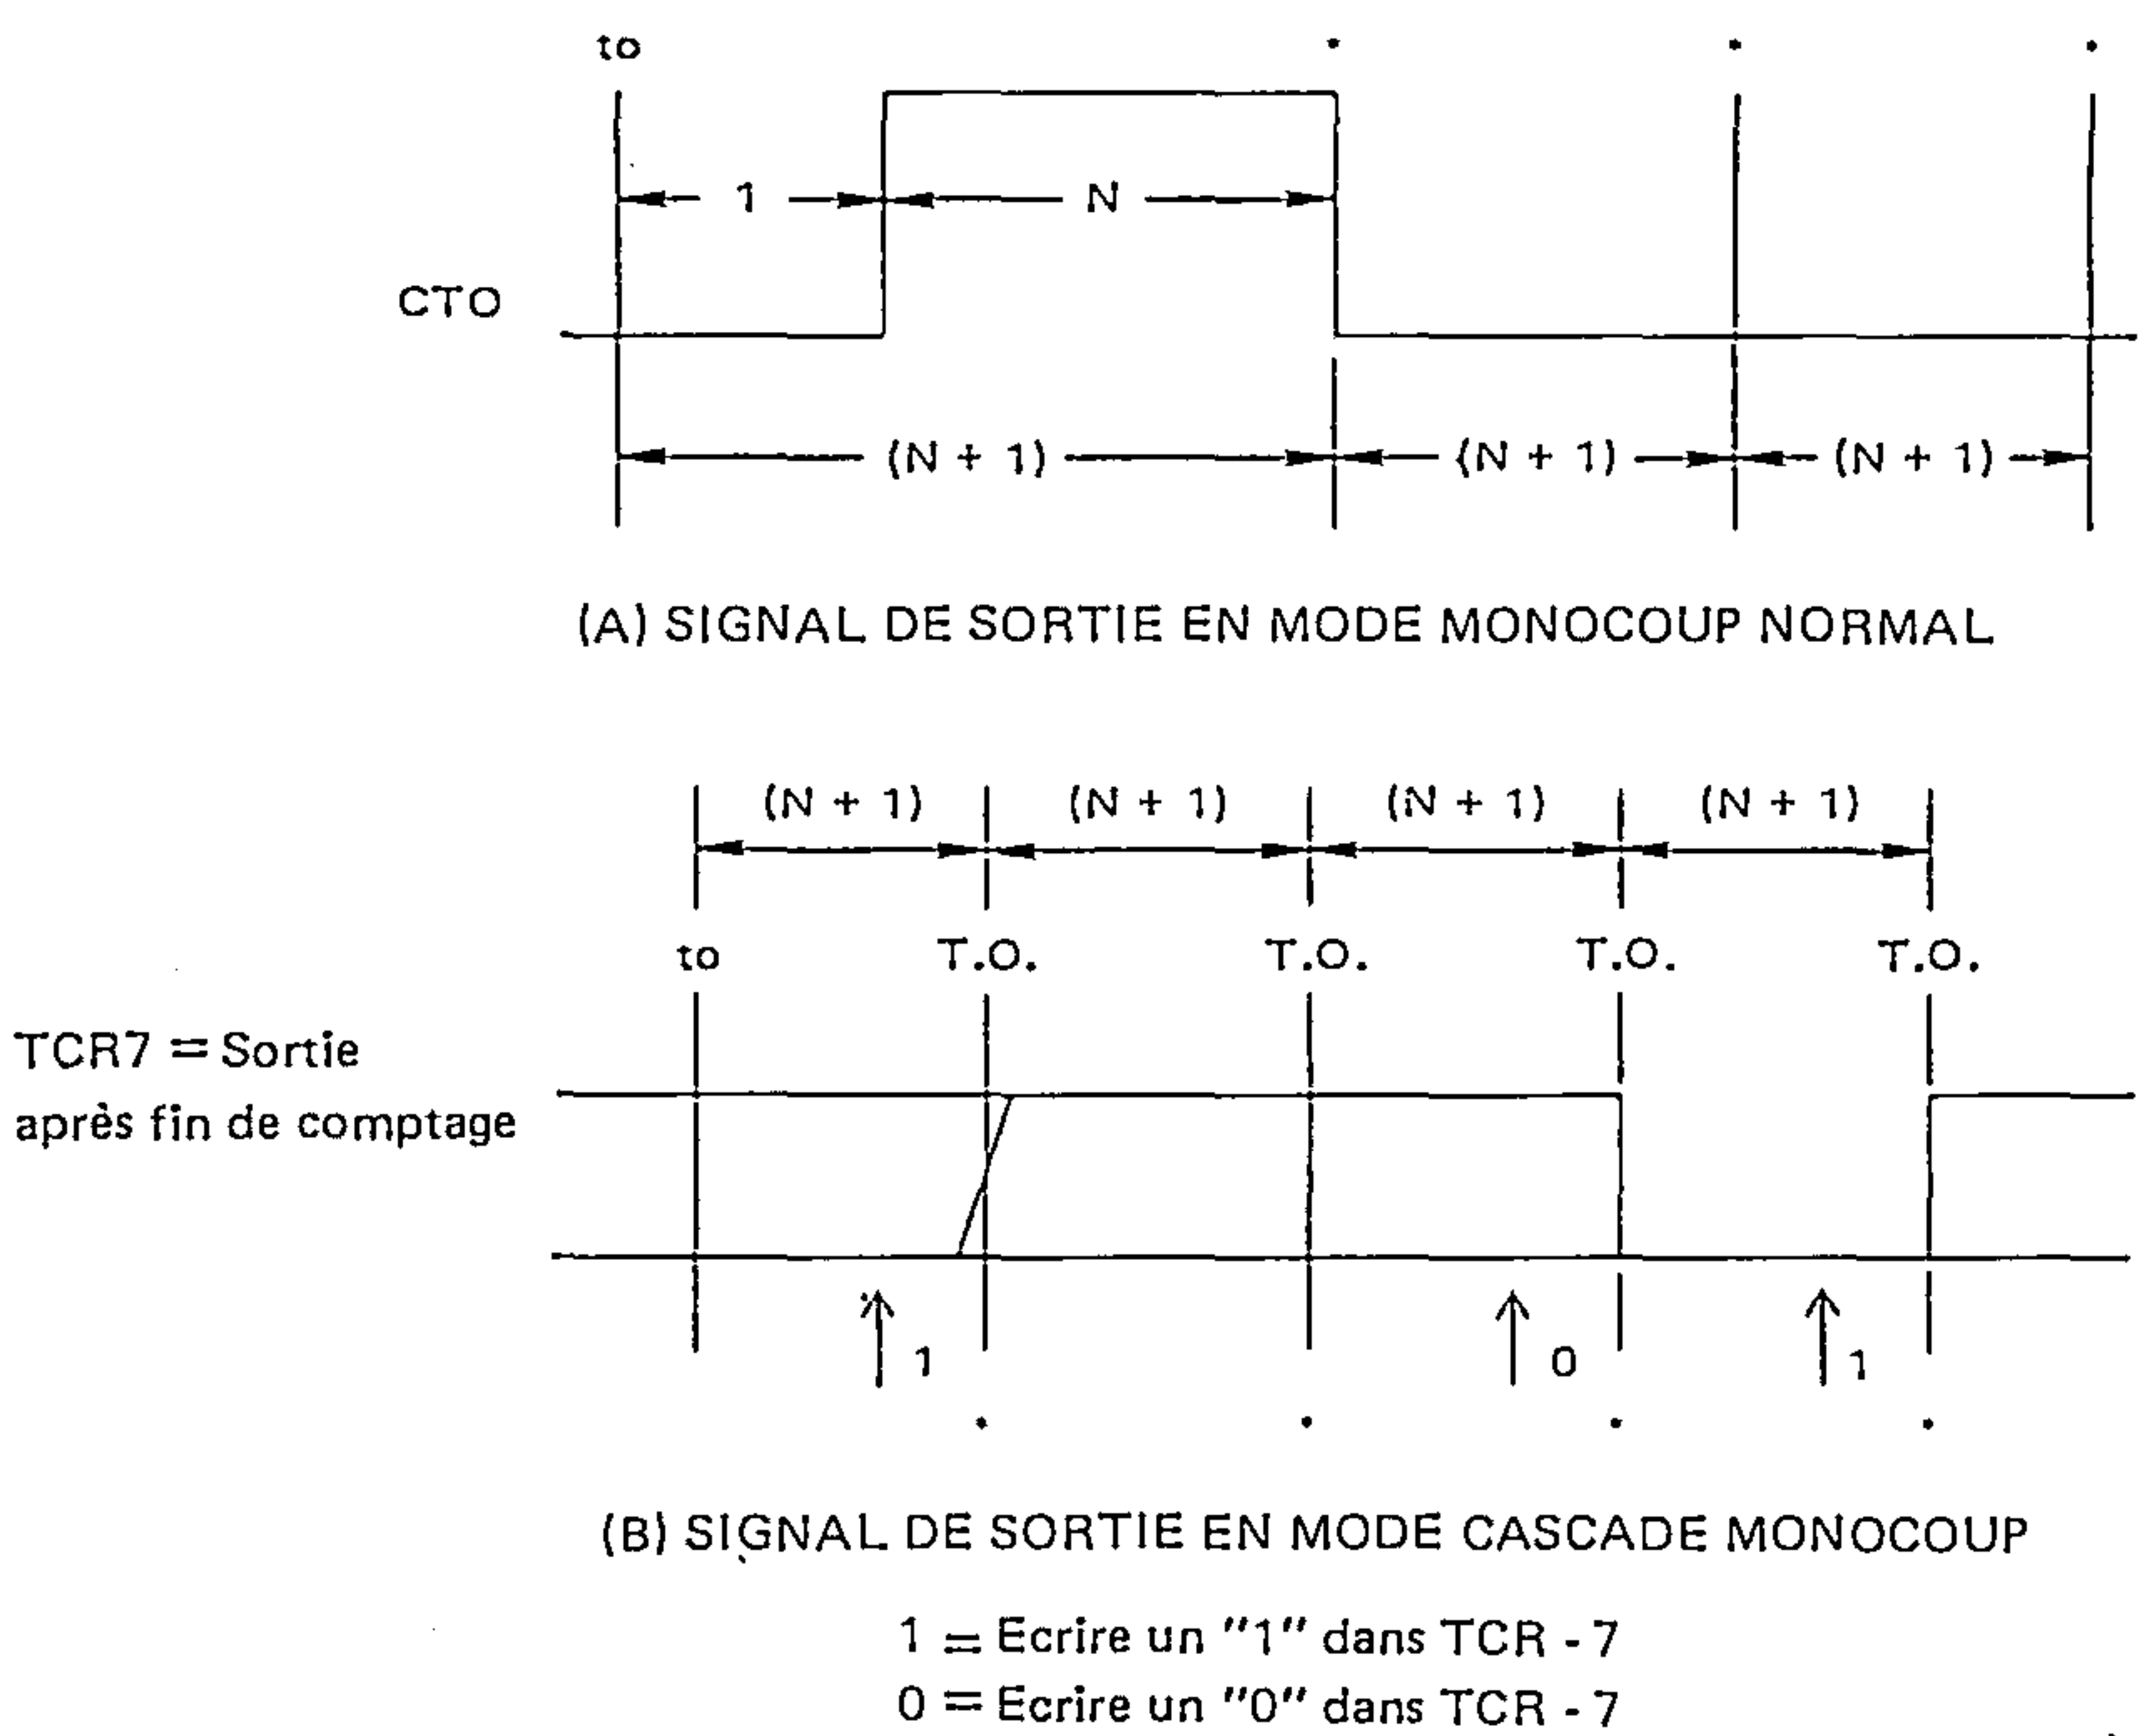 to
1
N
CTO
(N + 1)
(N + 1)
(N + 1)
(A) SIGNAL DE SORTIE EN MODE MONOCOUP NORMAL
(N + 1)
(N + 1)
(N + 1)
(N + 1)
to
T.O.
T.O.
T.O.
T.O.
TCR7 = Sortie
après fin de comptage
1
0
1
(B) SIGNAL DE SORTIE EN MODE CASCADE MONOCOUP
1 = Ecrire un "1" dans TCR - 7
0 = Ecrire un "0" dans TCR - 7